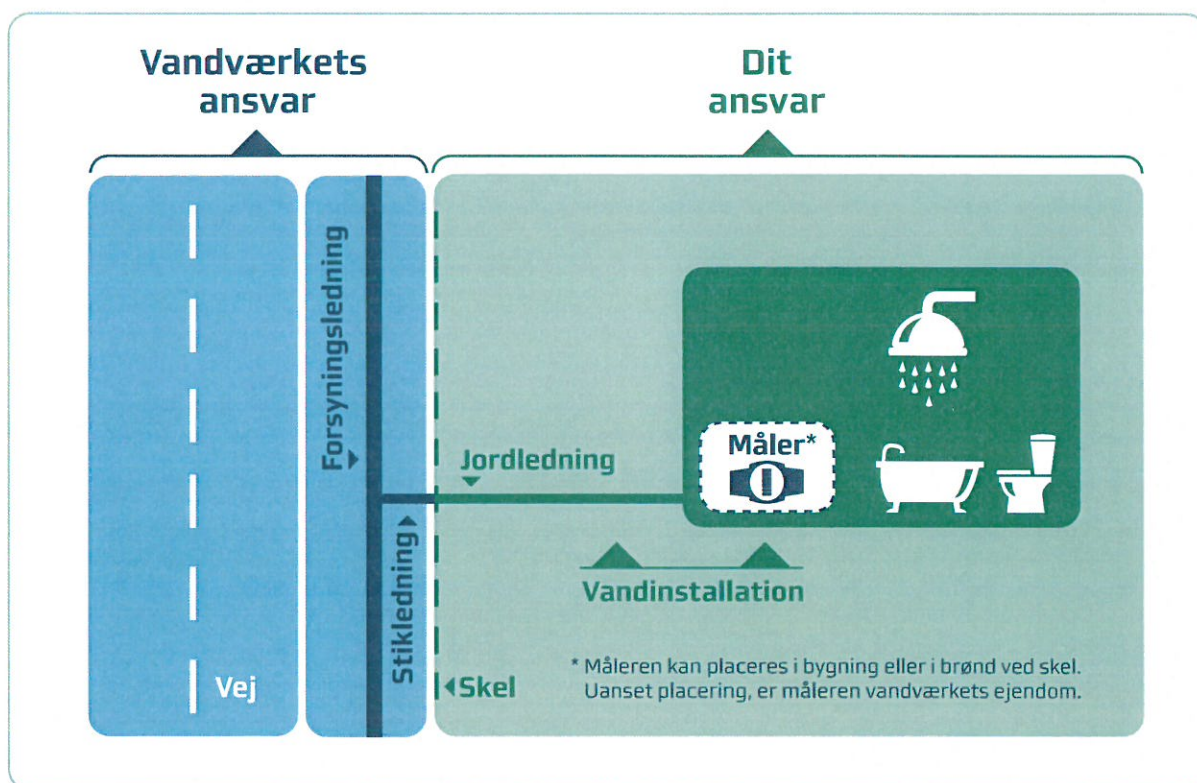 Vandværkets
ansvar
Dit
ansvar
Forsyningsledning
Jordledning
Måler*
Stikledning
Vandinstallation
Vej
Skel
* Måleren kan placeres i bygning eller i brønd ved skel.
Uanset placering, er måleren vandværkets ejendom.